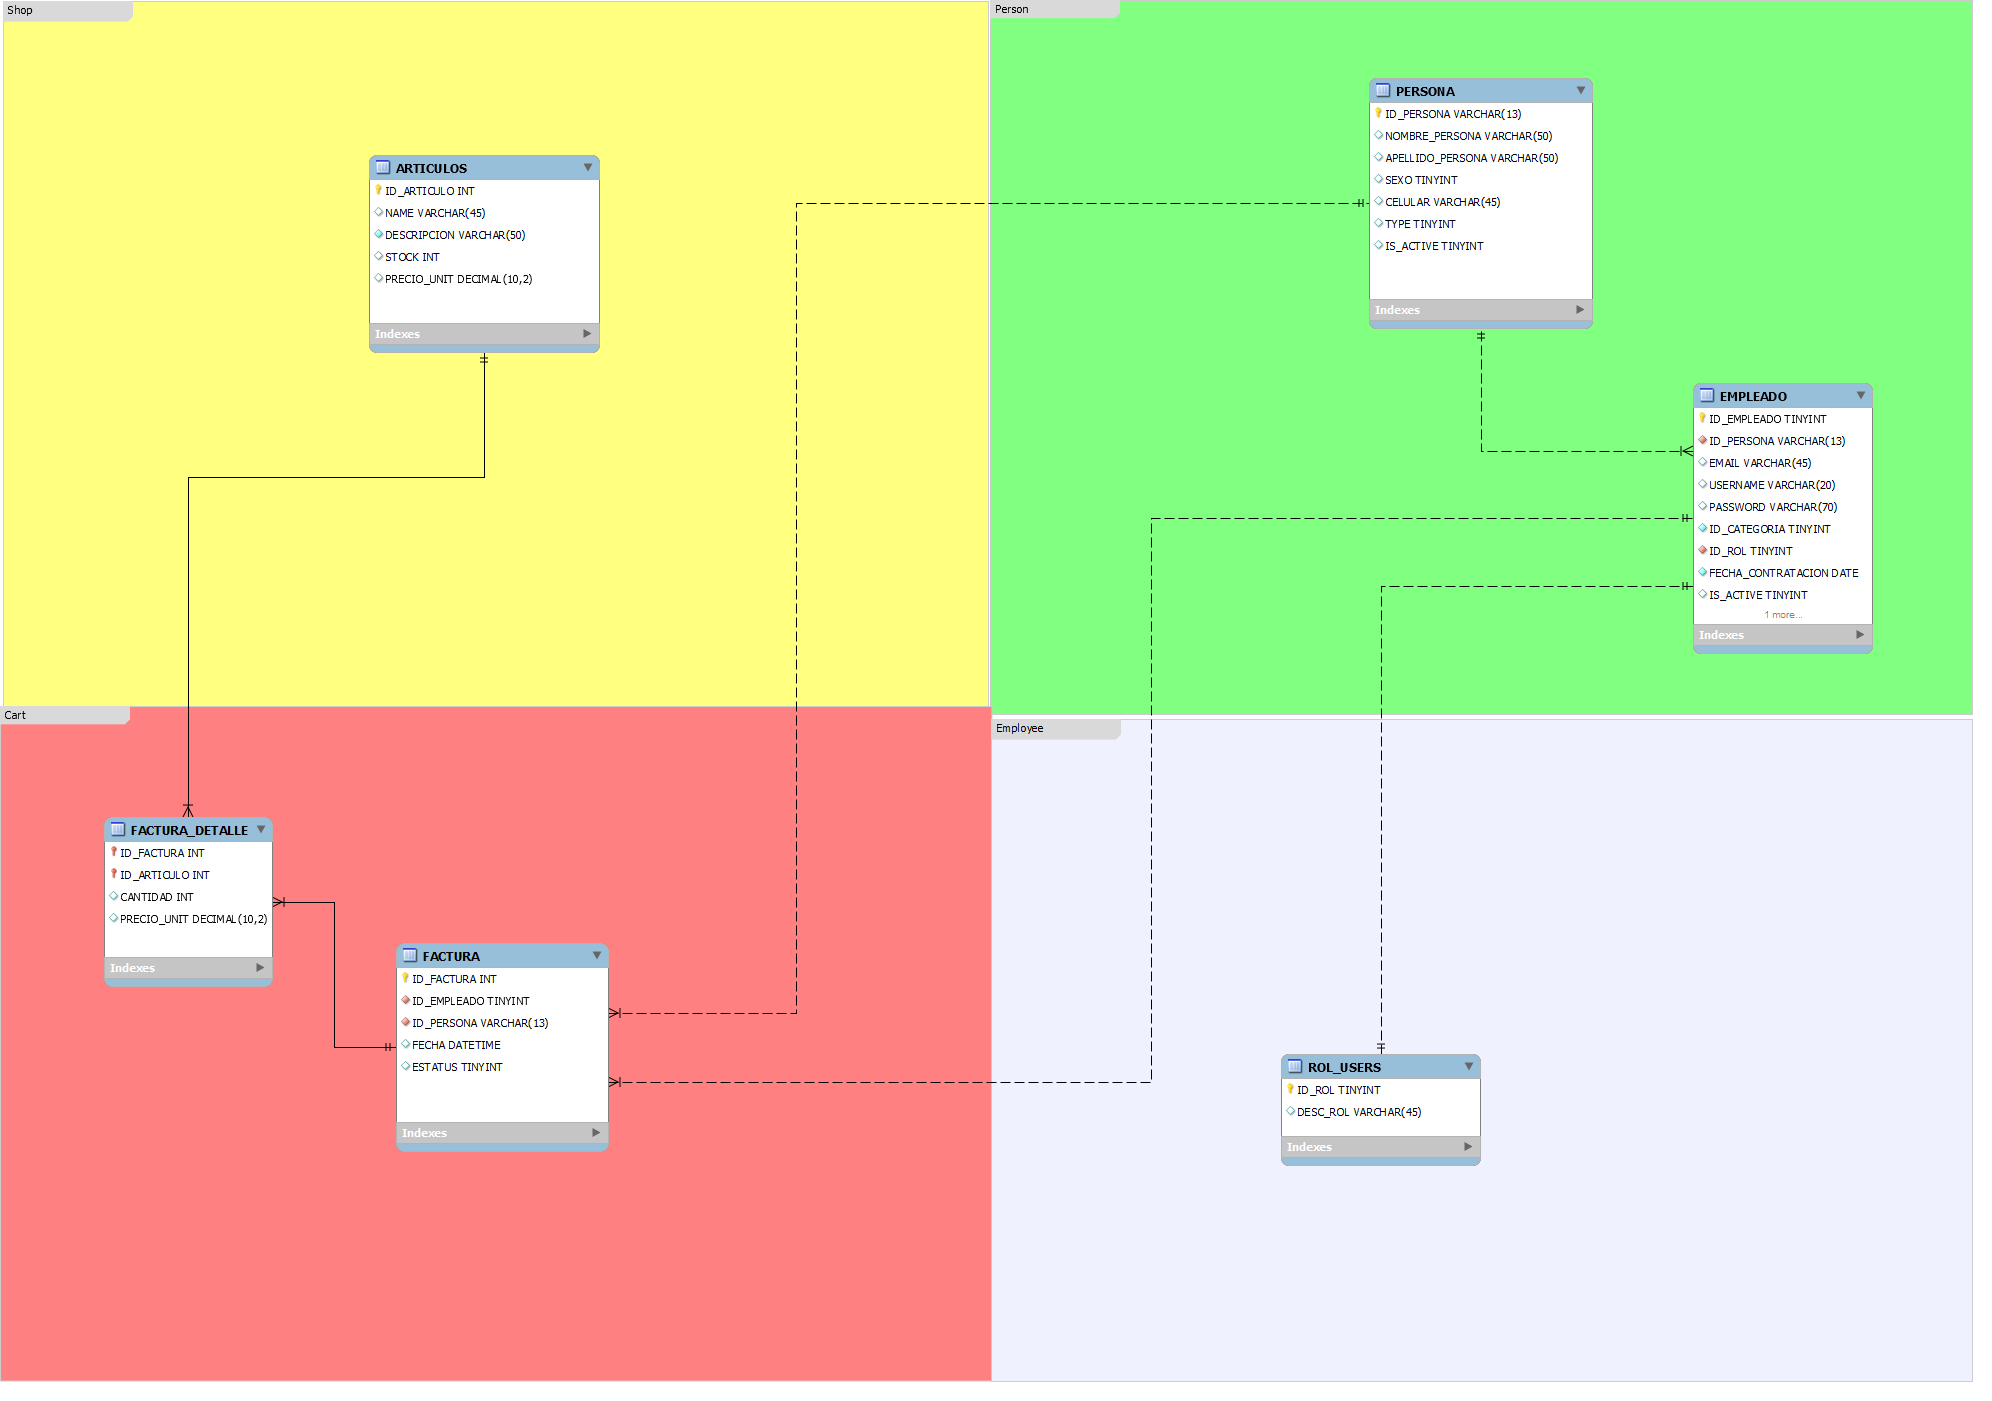 Shop
ARTICULOS
ID_ARTICULO INT
NAME VARCHAR(45)
DESCRIPCION VARCHAR(50)
STOCK INT
PRECIO_UNIT DECIMAL(10,2)
Indexes
Person
PERSONA
ID_PERSONA VARCHAR(13)
NOMBRE_PERSONA VARCHAR(50)
APELLIDO_PERSONA VARCHAR(50)
SEXO TINYINT
CELULAR VARCHAR(45)
TYPE TINYINT
IS_ACTIVE TINYINT
Indexes
EMPLEADO
ID_EMPLEADO TINYINT
ID_PERSONA VARCHAR(13)
EMAIL VARCHAR(45)
USERNAME VARCHAR(20)
PASSWORD VARCHAR(70)
ID_CATEGORIA TINYINT
ID_ROL TINYINT
FECHA_CONTRATACION DATE
IS_ACTIVE TINYINT
1 more...
Indexes
Cart
FACTURA_DETALLE
ID_FACTURA INT
ID_ARTICULO INT
CANTIDAD INT
PRECIO_UNIT DECIMAL(10,2)
Indexes
FACTURA
ID_FACTURA INT
ID_EMPLEADO TINYINT
ID_PERSONA VARCHAR(13)
FECHA DATETIME
ESTATUS TINYINT
Indexes
Employee
ROL_USERS
ID_ROL TINYINT
DESC_ROL VARCHAR(45)
Indexes